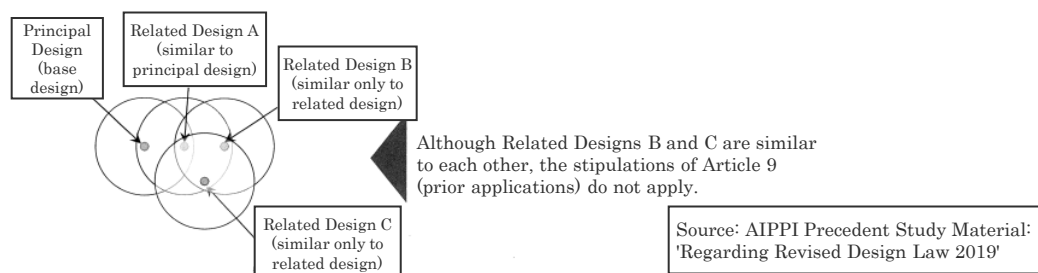 Principal
Design
(base
design)
Related Design A
(similar to
principal design)
Related Design B
(similar only to
related design)
Although Related Designs B and C are similar
to each other, the stipulations of Article 9
(prior applications) do not apply.
Related Design C
(similar only to
related design)
Source: AIPPI Precedent Study Material:
'Regarding Revised Design Law 2019'